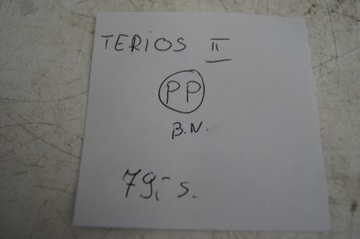 TERIOS II
PP
B.N.
79,- s.